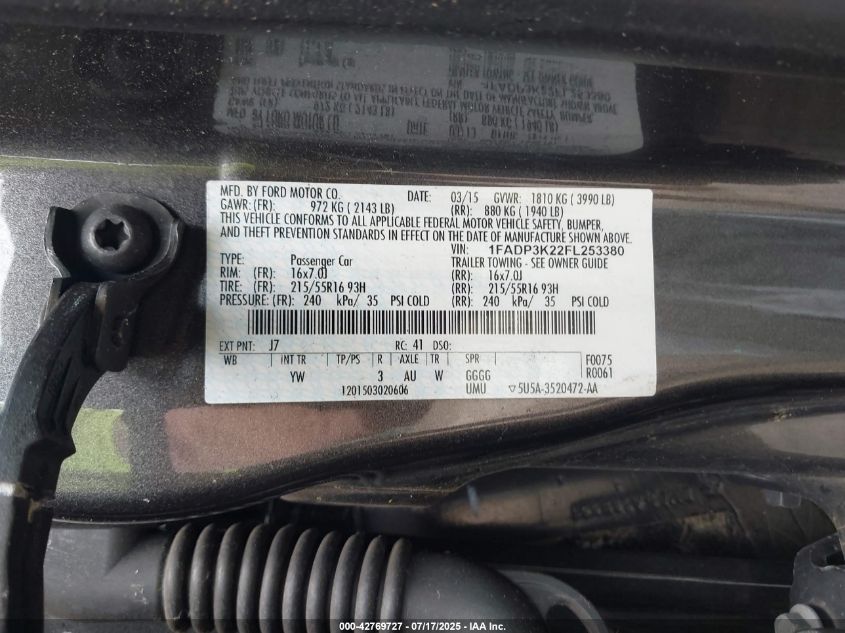 MFD. BY FORD MOTOR CO. DATE: 03/15 GVWR: 1810 KG ( 3990 LB)
GAWR: (FR): 972 KG ( 2143 LB) (RR): 880 KG ( 1940 LB)
THIS VEHICLE CONFORMS TO ALL APPLICABLE FEDERAL MOTOR VEHICLE SAFETY, BUMPER,
AND THEFT PREVENTION STANDARDS IN EFFECT ON THE DATE OF MANUFACTURE SHOWN ABOVE.
VIN: 1FADP3K22FL253380
TYPE: Passenger Car TRAILER TOWING - SEE OWNER GUIDE
RIM: (FR): 16x7.0J (RR): 16x7.0J
TIRE: (FR): 215/55R16 93H (RR): 215/55R16 93H
PRESSURE: (FR): 240 kPa/ 35 PSI COLD (RR): 240 kPa/ 35 PSI COLD
EXT PNT: J7 RC: 41 DSO: F0075
WB INT TR TP/PS R AXLE TR SPR R0061
YW 3 AU W GGGG
1201503020606 UMU ▽5U5A-3520472-AA
000-42769727 - 07/17/2025 - IAA Inc.